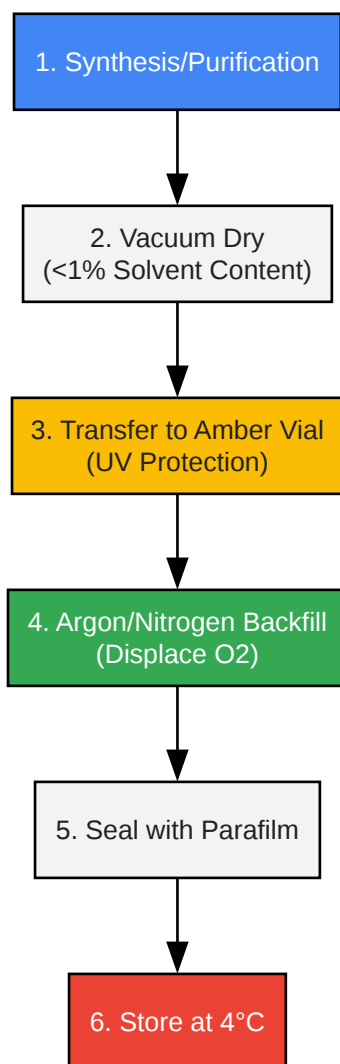 1. Synthesis/Purification
2. Vacuum Dry
(<1% Solvent Content)
3. Transfer to Amber Vial
(UV Protection)
4. Argon/Nitrogen Backfill
(Displace O2)
5. Seal with Parafilm
6. Store at 4°C